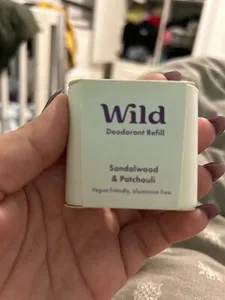 Wild
Deodorant Refill
Sandalwood
& Patchouli
Vegan friendly, aluminium free